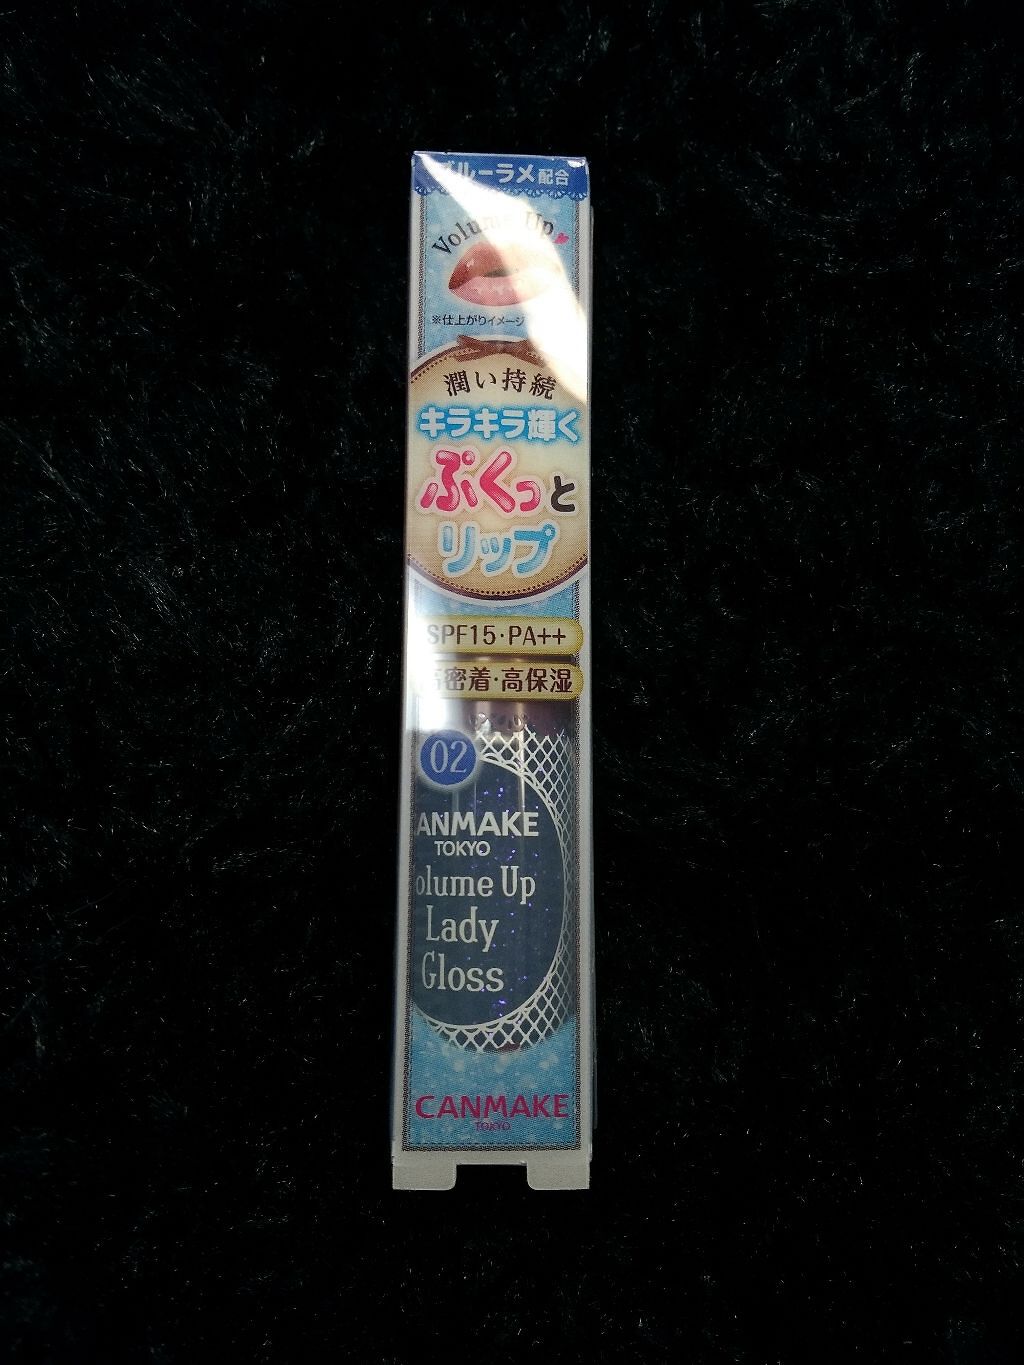 ブルーラメ配合
Volume Up
※仕上がりイメージ
潤い持続
キラキラ輝く
ぷくっと
リップ
SPF15·PA++
密着·高保湿
02
ANMAKE
TOKYO
olume Up
Lady
Gloss
CANMAKE
TOKYO